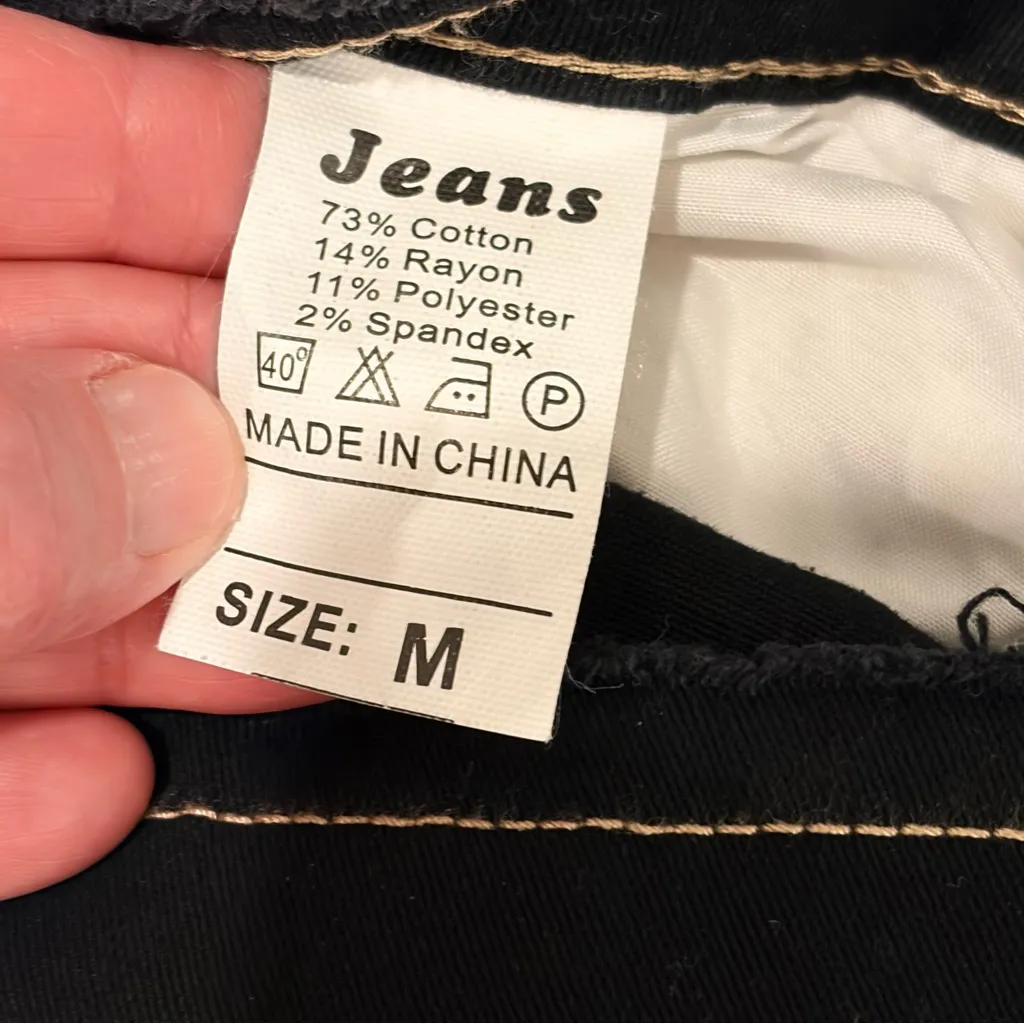 Jeans
73% Cotton
14% Rayon
11% Polyester
2% Spandex
40° P
MADE IN CHINA
SIZE: M